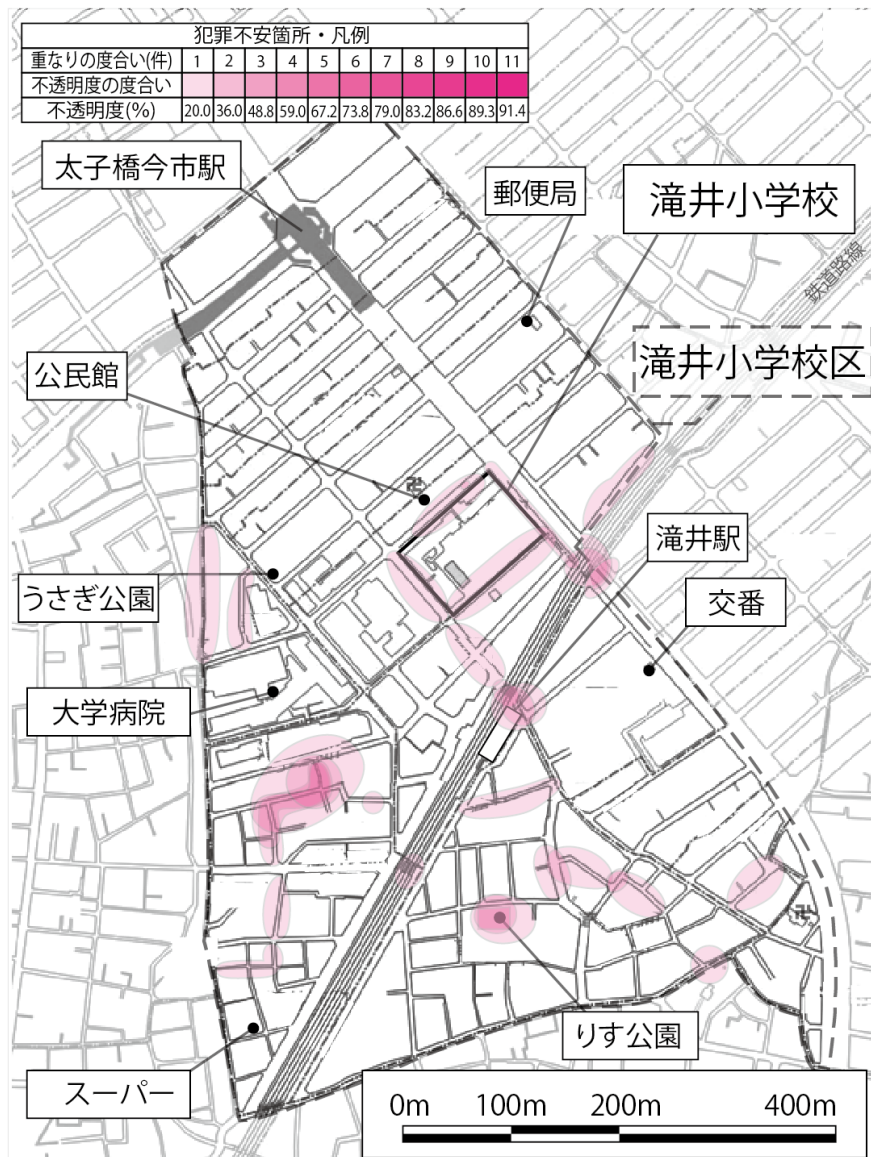 犯罪不安箇所・凡例
重なりの度合い(件) 1 2 3 4 5 6 7 8 9 10 11
不透明度の度合い
不透明度(%) 20.0 36.0 48.8 59.0 67.2 73.8 79.0 83.2 86.6 89.3 91.4
太子橋今市駅
郵便局
滝井小学校
鉄道路線
滝井小学校区
公民館
卍
滝井駅
うさぎ公園
交番
大学病院
卍
りす公園
スーパー
0m 100m 200m 400m